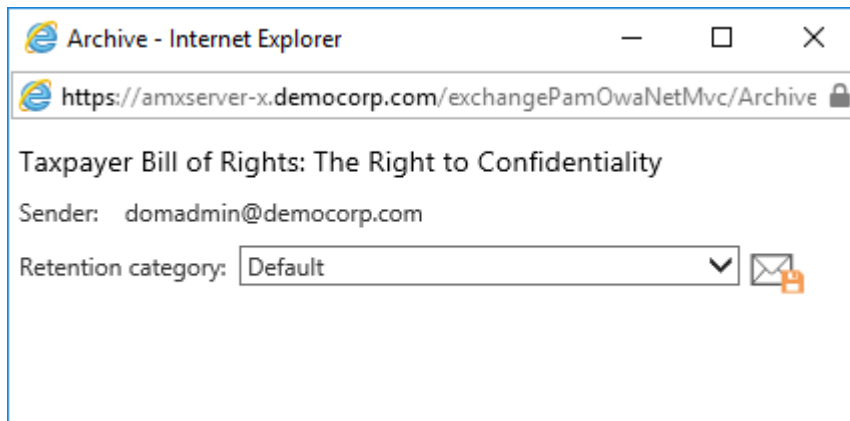 Archive - Internet Explorer
https://amxserver-x.democorp.com/exchangePamOwaNetMvc/Archive
Taxpayer Bill of Rights: The Right to Confidentiality
Sender: domadmin@democorp.com
Retention category: Default